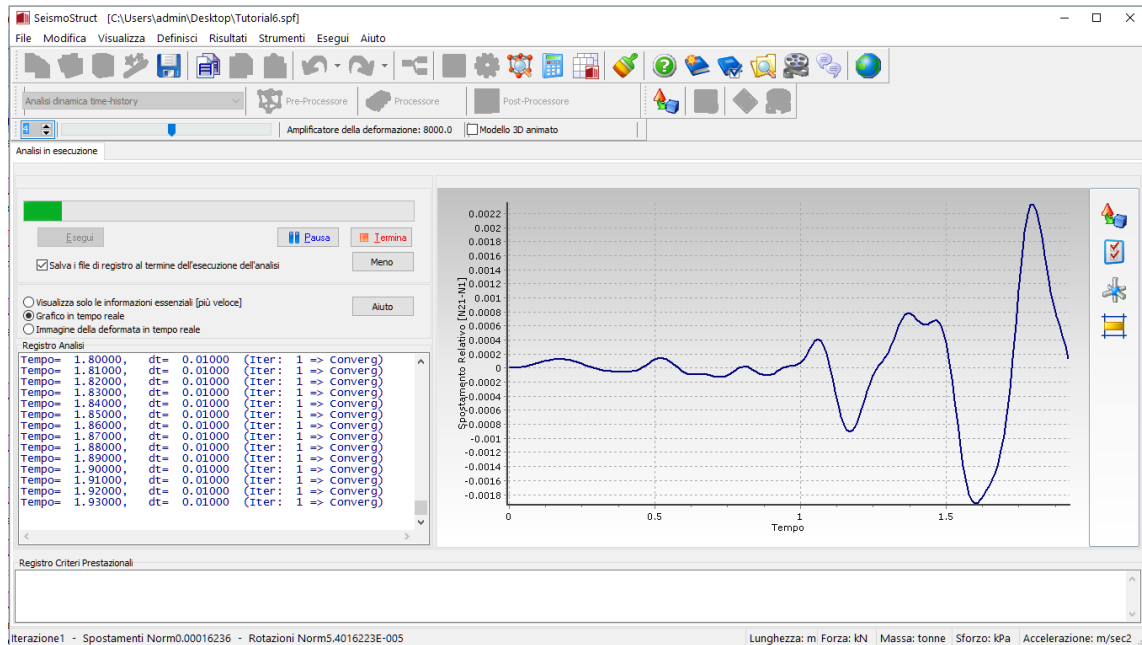 SeismoStruct [C:\Users\admin\Desktop\Tutorial6.spf]
File Modifica Visualizza Definisci Risultati Strumenti Esegui Aiuto
Analisi dinamica time-history Pre-Processore Processore Post-Processore
4 Amplificatore della deformazione: 8000.0 Modello 3D animato
Analisi in esecuzione
Esegui Pausa Termina
Salva i file di registro al termine dell'esecuzione dell'analisi Meno
Visualizza solo le informazioni essenziali [più veloce] Aiuto
Grafico in tempo reale
Immagine della deformata in tempo reale
Registro Analisi
Tempo= 1.80000, dt= 0.01000 (Iter: 1 => Converg)
Tempo= 1.81000, dt= 0.01000 (Iter: 1 => Converg)
Tempo= 1.82000, dt= 0.01000 (Iter: 1 => Converg)
Tempo= 1.83000, dt= 0.01000 (Iter: 1 => Converg)
Tempo= 1.84000, dt= 0.01000 (Iter: 1 => Converg)
Tempo= 1.85000, dt= 0.01000 (Iter: 1 => Converg)
Tempo= 1.86000, dt= 0.01000 (Iter: 1 => Converg)
Tempo= 1.87000, dt= 0.01000 (Iter: 1 => Converg)
Tempo= 1.88000, dt= 0.01000 (Iter: 1 => Converg)
Tempo= 1.89000, dt= 0.01000 (Iter: 1 => Converg)
Tempo= 1.90000, dt= 0.01000 (Iter: 1 => Converg)
Tempo= 1.91000, dt= 0.01000 (Iter: 1 => Converg)
Tempo= 1.92000, dt= 0.01000 (Iter: 1 => Converg)
Tempo= 1.93000, dt= 0.01000 (Iter: 1 => Converg)
Spostamento Relativo [N21-N1]
0.0022
0.002
0.0018
0.0016
0.0014
0.0012
0.001
0.0008
0.0006
0.0004
0.0002
0
-0.0002
-0.0004
-0.0006
-0.0008
-0.001
-0.0012
-0.0014
-0.0016
-0.0018
0 0.5 1 1.5
Tempo
Registro Criteri Prestazionali
Iterazione1 - Spostamenti Norm0.00016236 - Rotazioni Norm5.4016223E-005 Lunghezza: m Forza: kN Massa: tonne Sforzo: kPa Accelerazione: m/sec2